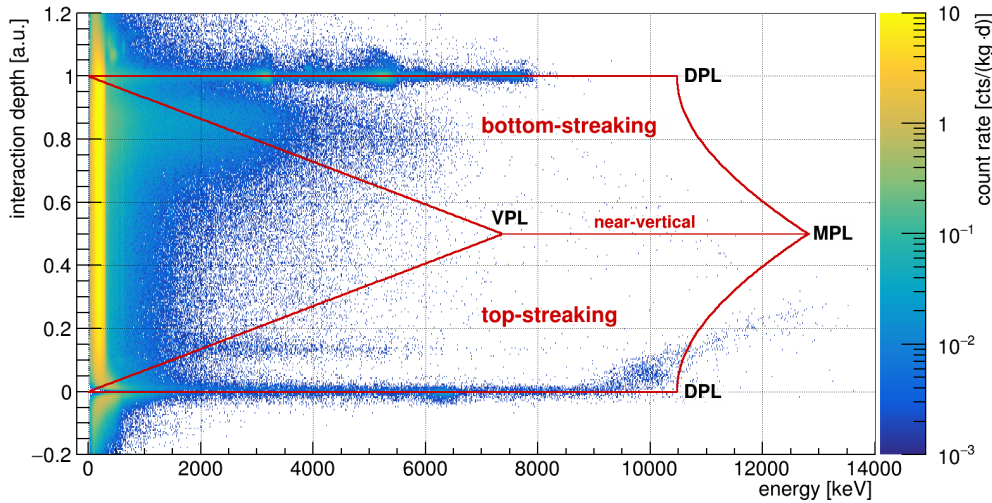 interaction depth [a.u.]
1.2
1
0.8
0.6
0.4
0.2
0
−0.2
DPL
bottom-streaking
VPL
near-vertical
MPL
top-streaking
DPL
0
2000
4000
6000
8000
10000
12000
14000
energy [keV]
10
1
10⁻¹
10⁻²
10⁻³
count rate [cts/(kg·d)]